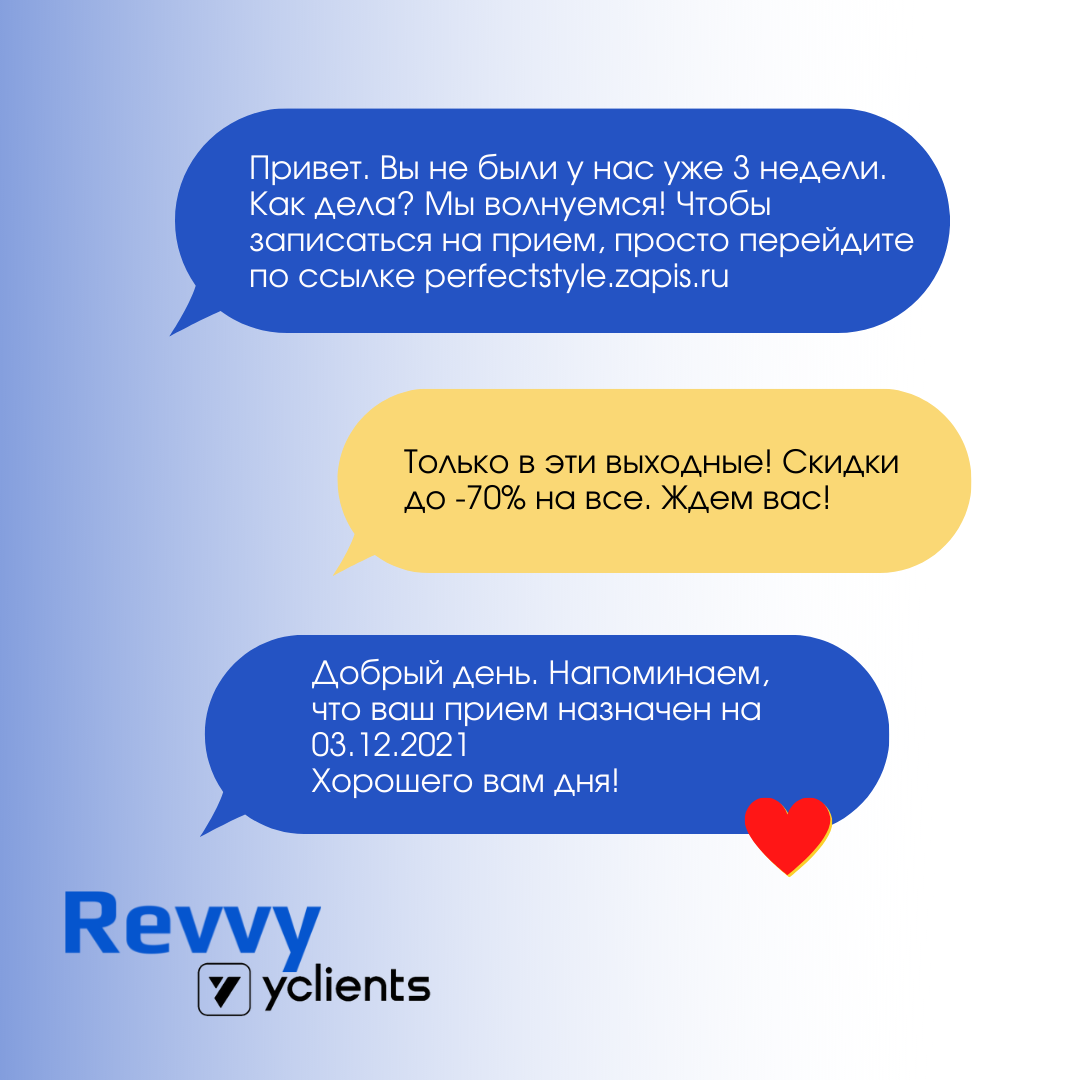 Привет. Вы не были у нас уже 3 недели.
Как дела? Мы волнуемся! Чтобы
записаться на прием, просто перейдите
по ссылке perfectstyle.zapis.ru
Только в эти выходные! Скидки
до -70% на все. Ждем вас!
Добрый день. Напоминаем,
что ваш прием назначен на
03.12.2021
Хорошего вам дня!
Revvy
yclients